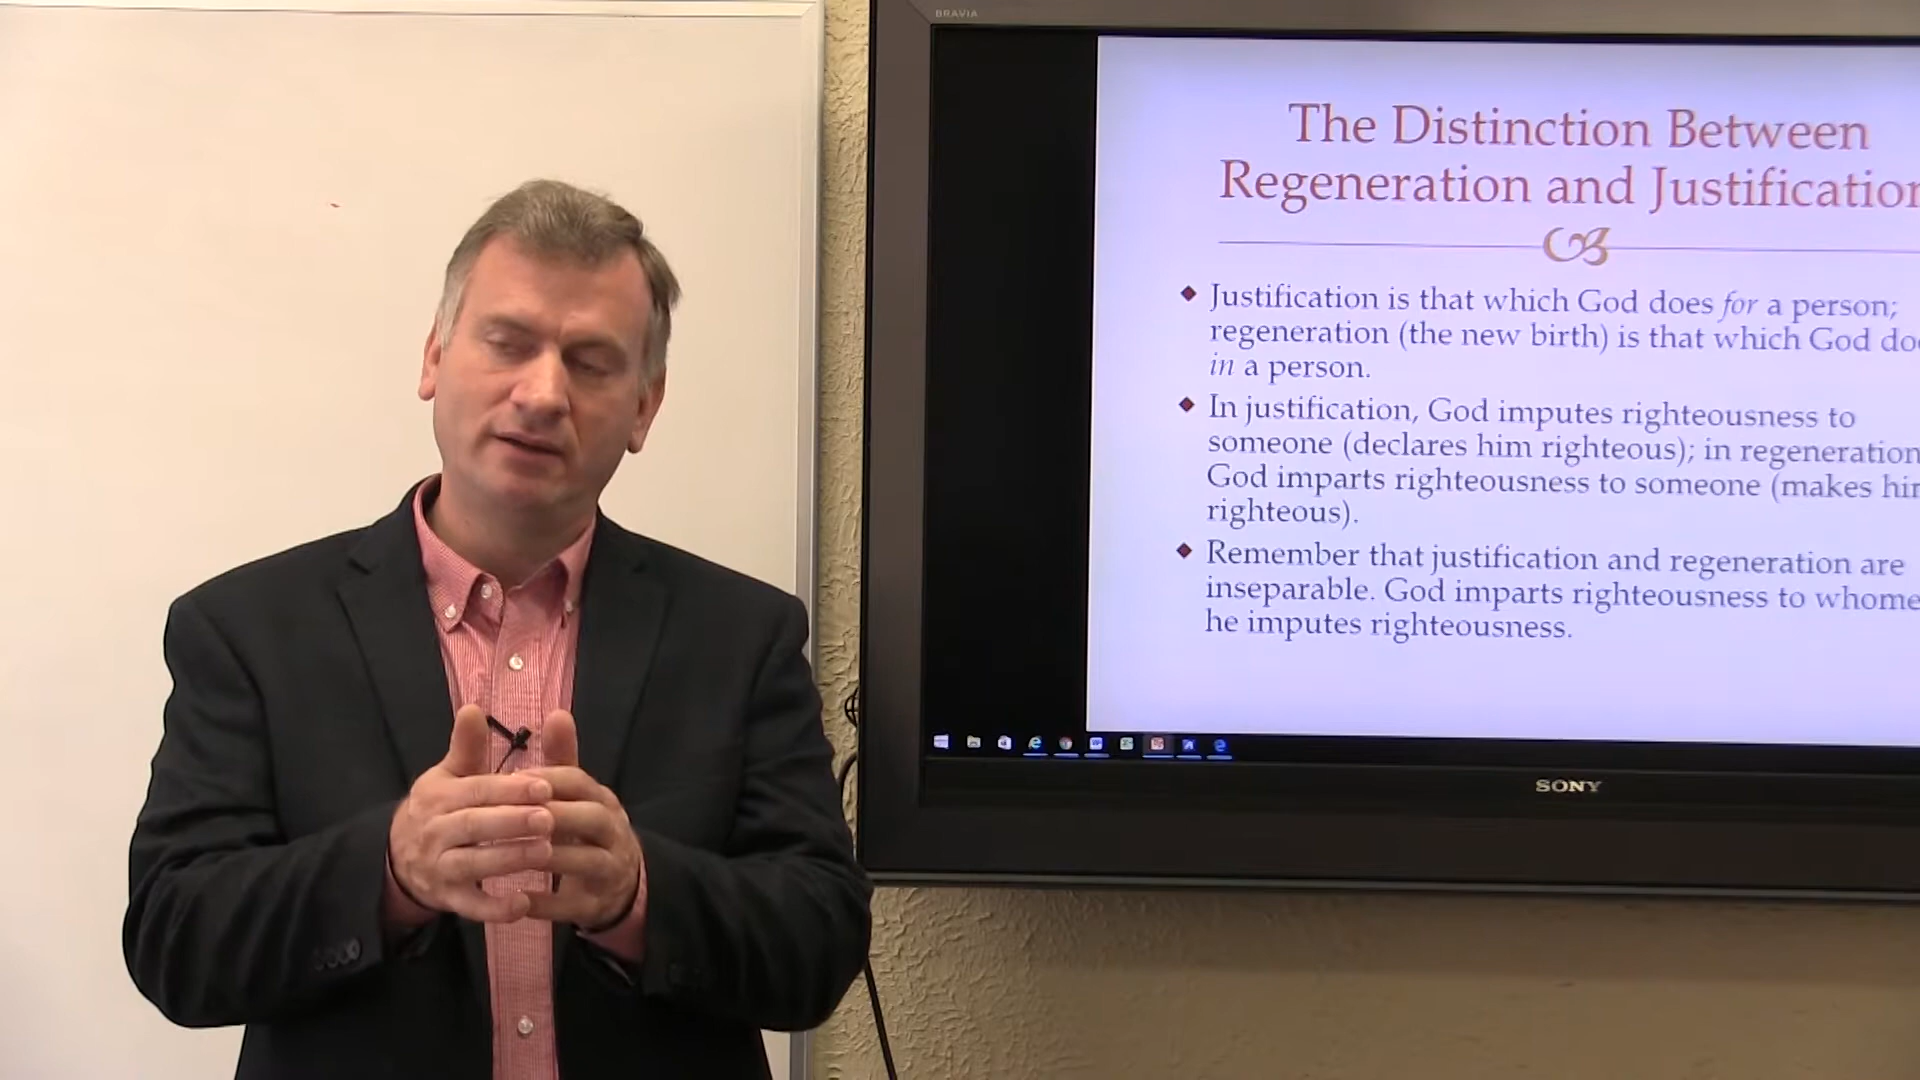 BRAVIA
The Distinction Between
Regeneration and Justification
Justification is that which God does for a person;
regeneration (the new birth) is that which God do
in a person.
In justification, God imputes righteousness to
someone (declares him righteous); in regeneration
God imparts righteousness to someone (makes hi
righteous).
Remember that justification and regeneration are
inseparable. God imparts righteousness to whome
he imputes righteousness.
SONY